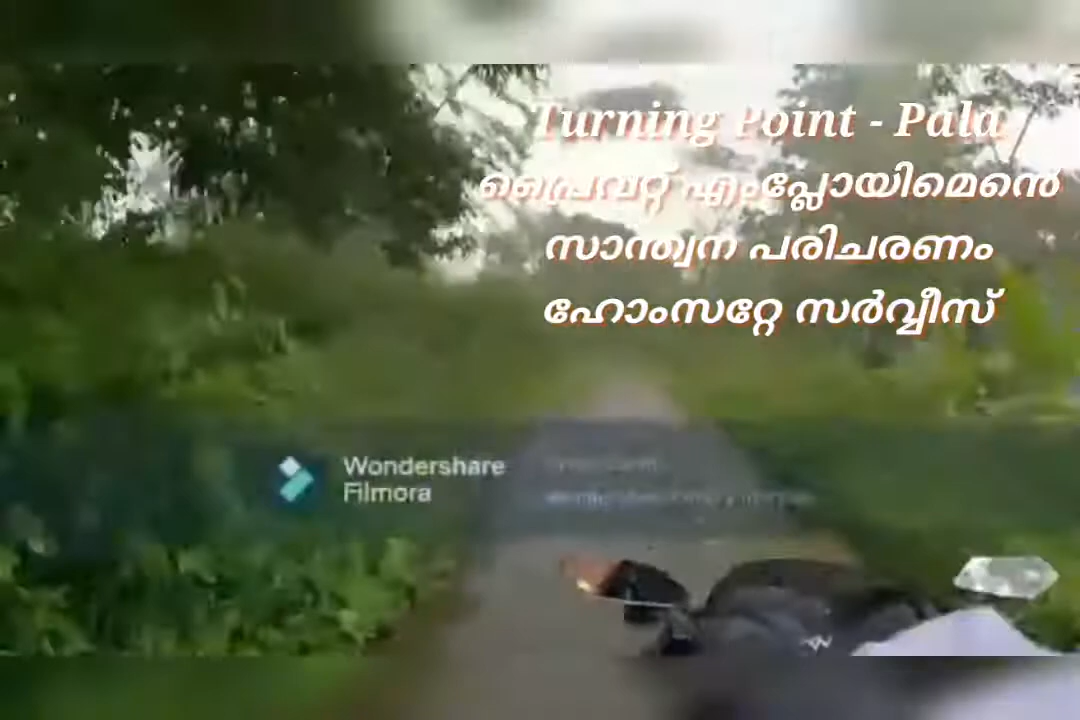 Turning Point - Pala
പ്രൈവറ്റ് എംപ്ലോയിമെൻെ
സാന്ത്വന പരിചരണം
ഹോംസറ്റേ സർവ്വീസ്
Wondershare
Filmora